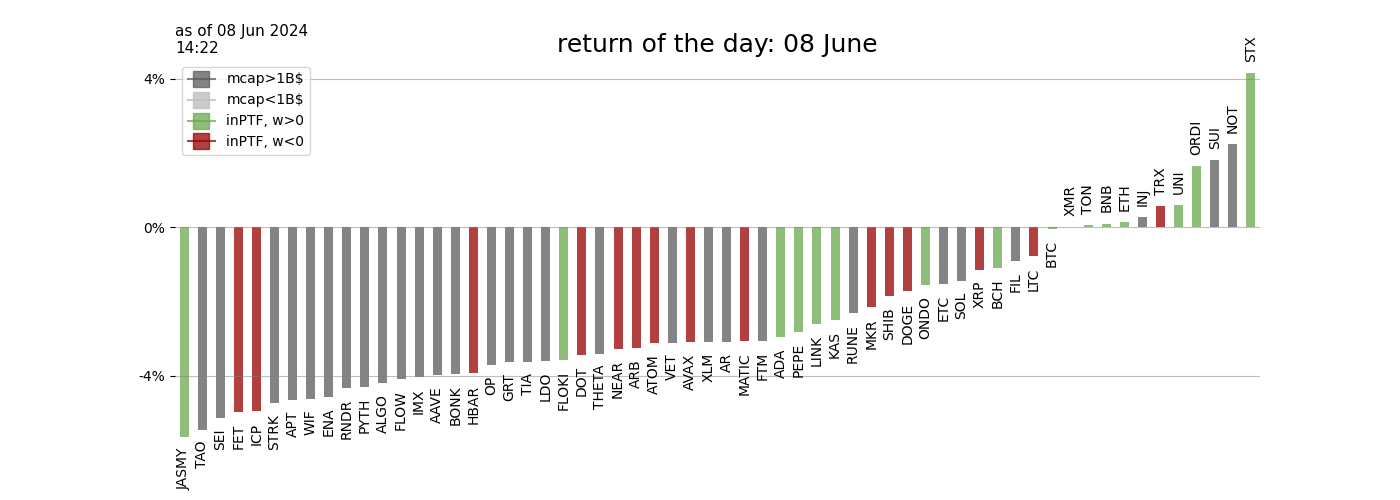 as of 08 Jun 2024
14:22
return of the day: 08 June
mcap>1B$
mcap<1B$
inPTF, w>0
inPTF, w<0
4%
0%
-4%
JASMY
TAO
SEI
FET
ICP
STRK
APT
WIF
ENA
RNDR
PYTH
ALGO
FLOW
IMX
AAVE
BONK
HBAR
OP
GRT
TIA
LDO
FLOKI
DOT
THETA
NEAR
ARB
ATOM
VET
AVAX
XLM
AR
MATIC
FTM
ADA
PEPE
LINK
KAS
RUNE
MKR
SHIB
DOGE
ONDO
ETC
SOL
XRP
BCH
FIL
LTC
BTC
XMR
TON
BNB
ETH
INJ
TRX
UNI
ORDI
SUI
NOT
STX